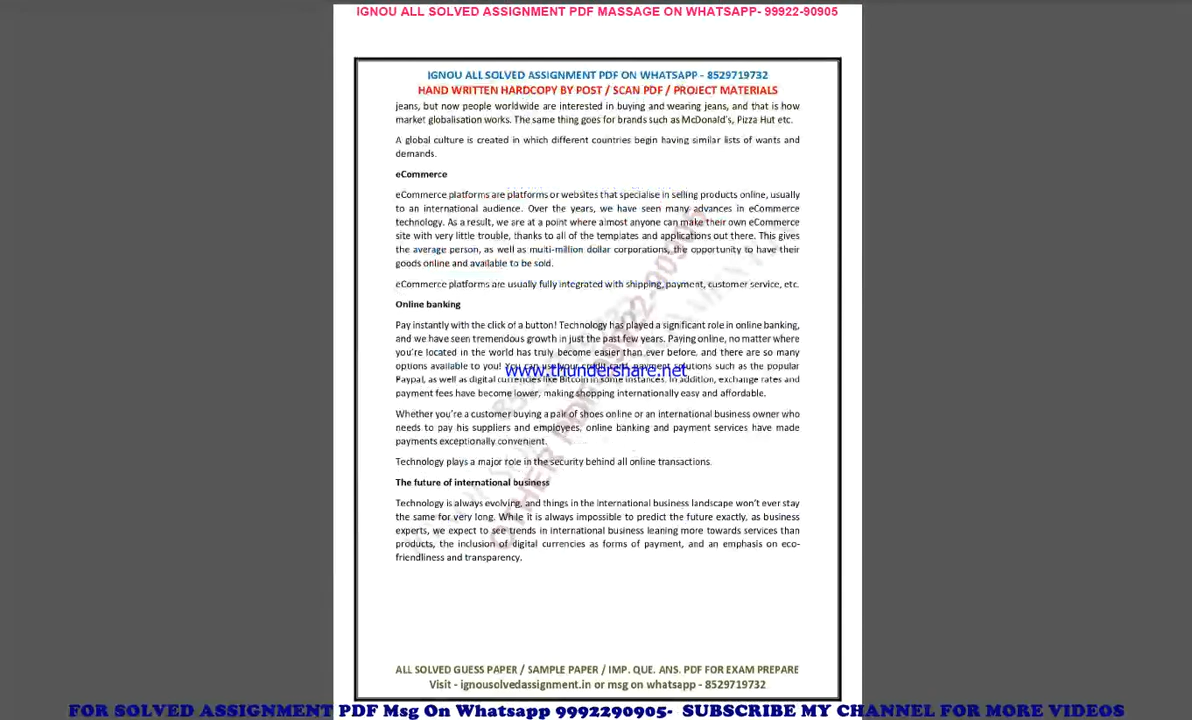 IGNOU ALL SOLVED ASSIGNMENT PDF MASSAGE ON WHATSAPP- 99922-90905
IGNOU ALL SOLVED ASSIGNMENT PDF ON WHATSAPP - 8529719732
HAND WRITTEN HARDCOPY BY POST / SCAN PDF / PROJECT MATERIALS
jeans, but now people worldwide are interested in buying and wearing jeans, and that is how
market globalisation works. The same thing goes for brands such as McDonald's, Pizza Hut etc.
A global culture is created in which different countries begin having similar lists of wants and
demands.
eCommerce
eCommerce platforms are platforms or websites that specialise in selling products online, usually
to an international audience. Over the years, we have seen many advances in eCommerce
technology. As a result, we are at a point where almost anyone can make their own eCommerce
site with very little trouble, thanks to all of the templates and applications out there. This gives
the average person, as well as multi-million dollar corporations, the opportunity to have their
goods online and available to be sold.
eCommerce platforms are usually fully integrated with shipping, payment, customer service, etc.
Online banking
Pay instantly with the click of a button! Technology has played a significant role in online banking,
and we have seen tremendous growth in just the past few years. Paying online, no matter where
you're located in the world has truly become easier than ever before, and there are so many
options available to you! You can use your credit card, payment solutions such as the popular
www.thundershare.net
Paypal, as well as digital currencies like Bitcoin in some instances. In addition, exchange rates and
payment fees have become lower, making shopping internationally easy and affordable.
Whether you're a customer buying a pair of shoes online or an international business owner who
needs to pay his suppliers and employees, online banking and payment services have made
payments exceptionally convenient.
Technology plays a major role in the security behind all online transactions.
The future of international business
Technology is always evolving, and things in the international business landscape won't ever stay
the same for very long. While it is always impossible to predict the future exactly, as business
experts, we expect to see trends in international business leaning more towards services than
products, the inclusion of digital currencies as forms of payment, and an emphasis on eco-
friendliness and transparency.
OTHER PDF 99922-90905
ALL SOLVED GUESS PAPER / SAMPLE PAPER / IMP. QUE. ANS. PDF FOR EXAM PREPARE
Visit - ignousolvedassignment.in or msg on whatsapp - 8529719732
FOR SOLVED ASSIGNMENT PDF Msg On Whatsapp 9992290905- SUBSCRIBE MY CHANNEL FOR MORE VIDEOS